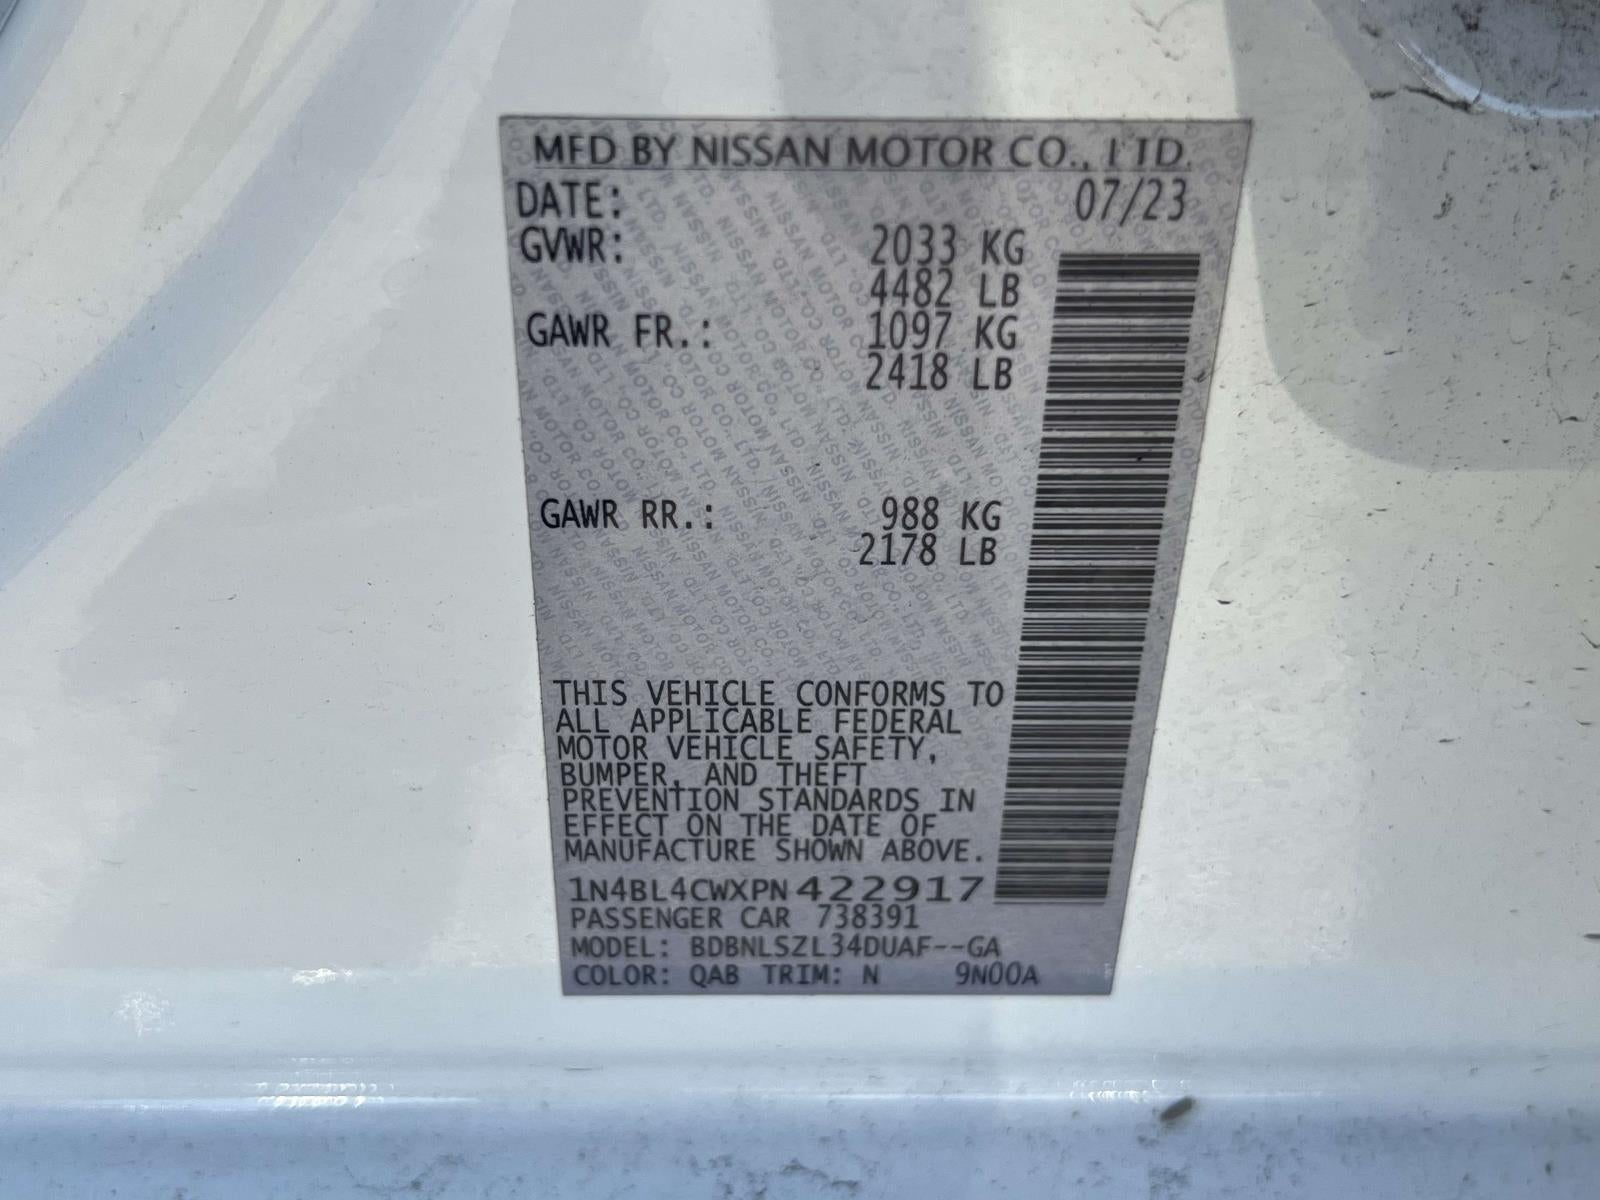 MFD BY NISSAN MOTOR CO., LTD.
DATE: 07/23
GVWR: 2033 KG
4482 LB
GAWR FR.: 1097 KG
2418 LB
GAWR RR.: 988 KG
2178 LB
THIS VEHICLE CONFORMS TO
ALL APPLICABLE FEDERAL
MOTOR VEHICLE SAFETY,
BUMPER, AND THEFT
PREVENTION STANDARDS IN
EFFECT ON THE DATE OF
MANUFACTURE SHOWN ABOVE.
1N4BL4CWXPN422917
PASSENGER CAR 738391
MODEL: BDBNLSZL34DUAF--GA
COLOR: QAB TRIM: N 9N00A